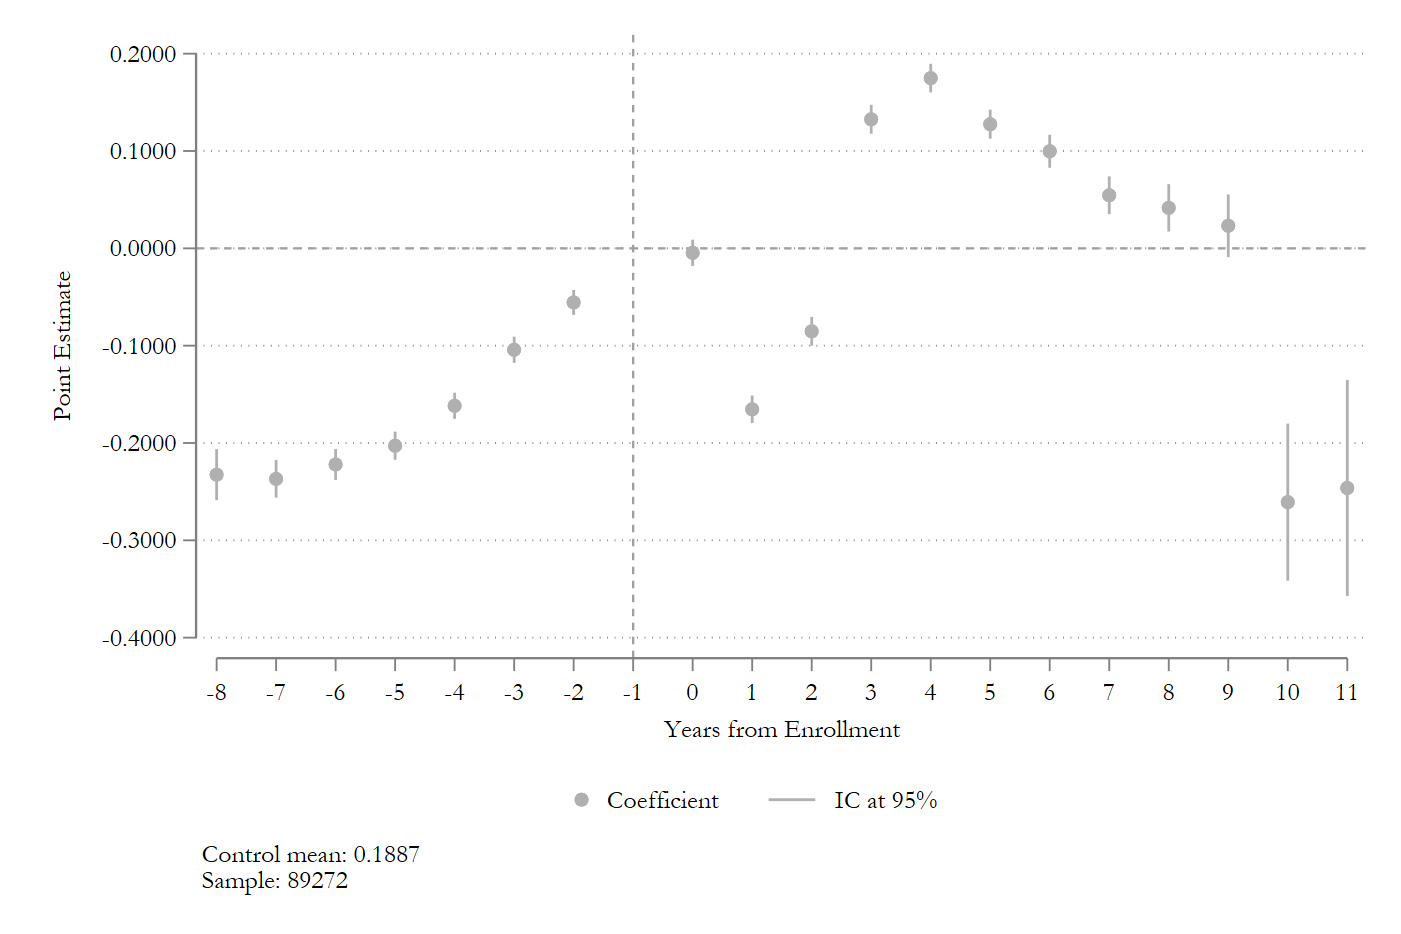 0.2000
0.1000
0.0000
-0.1000
-0.2000
-0.3000
-0.4000
Point Estimate
-8 -7 -6 -5 -4 -3 -2 -1 0 1 2 3 4 5 6 7 8 9 10 11
Years from Enrollment
Coefficient IC at 95%
Control mean: 0.1887
Sample: 89272